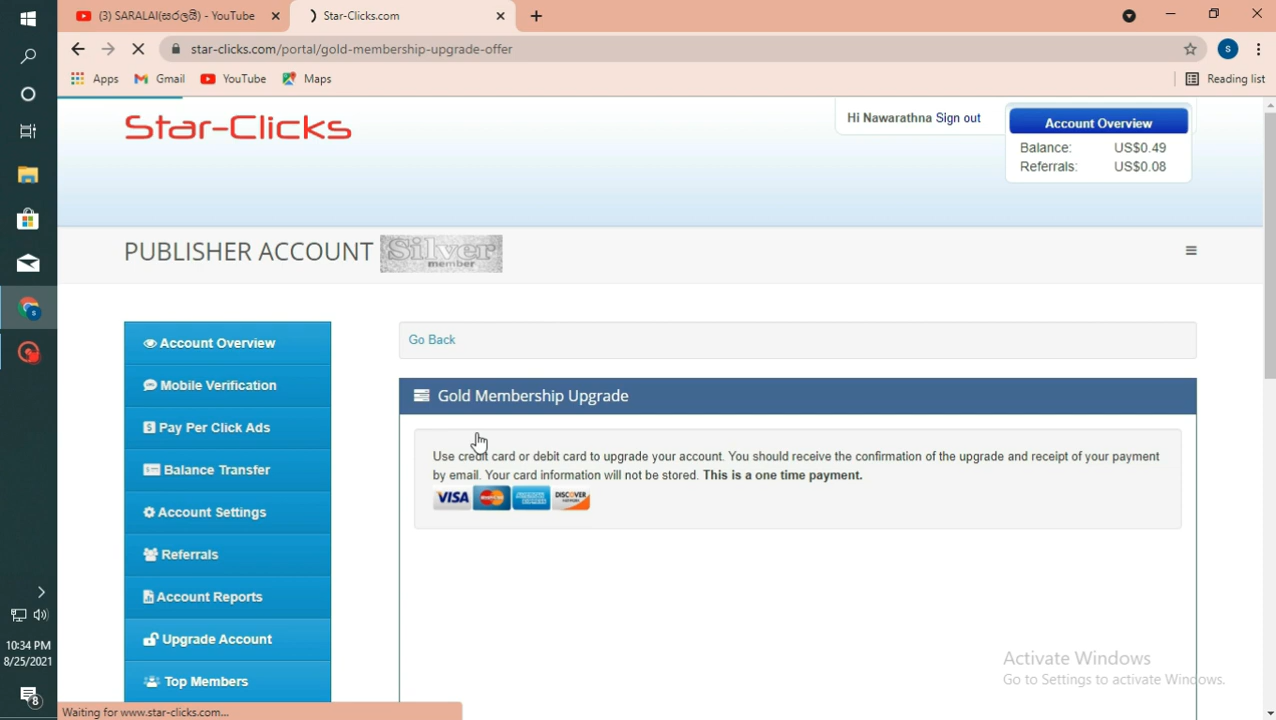 (3) SARALAI(සරලයි) - YouTube
Star-Clicks.com
star-clicks.com/portal/gold-membership-upgrade-offer
S
Apps
Gmail
YouTube
Maps
Reading list
Star-Clicks
Hi Nawarathna Sign out
Account Overview
Balance: US$0.49
Referrals: US$0.08
PUBLISHER ACCOUNT
Silver
member
Account Overview
Mobile Verification
Pay Per Click Ads
Balance Transfer
Account Settings
Referrals
Account Reports
Upgrade Account
Top Members
Go Back
Gold Membership Upgrade
Use credit card or debit card to upgrade your account. You should receive the confirmation of the upgrade and receipt of your payment
by email. Your card information will not be stored. This is a one time payment.
VISA
DISCOVER
Activate Windows
Go to Settings to activate Windows.
10:34 PM
8/25/2021
8
Waiting for www.star-clicks.com...